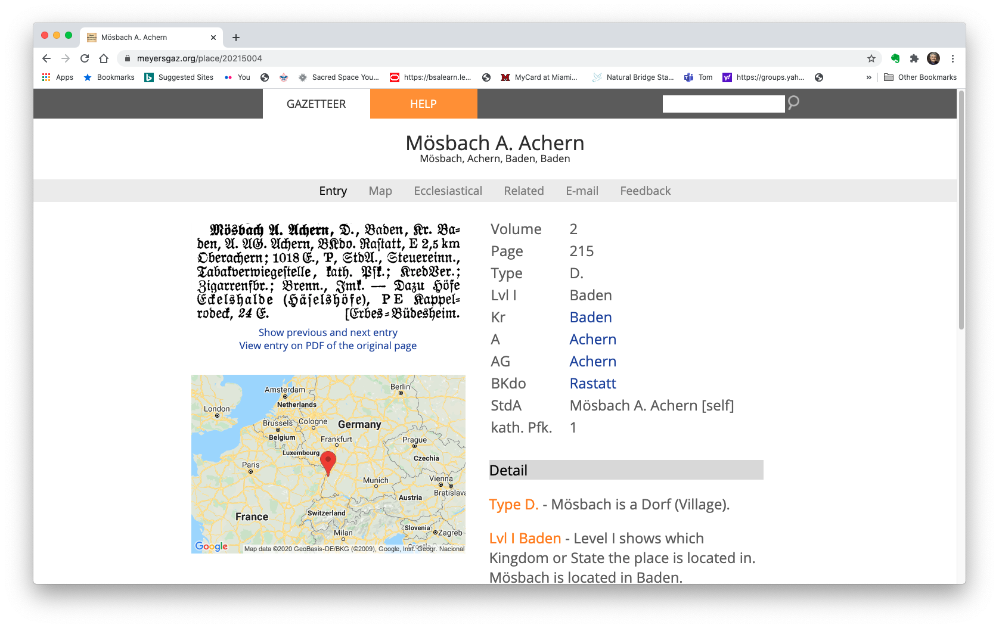 Mösbach A. Achern
meyersgaz.org/place/20215004
Apps Bookmarks Suggested Sites You Sacred Space You... https://bsalearn.le... MyCard at Miami... Natural Bridge Sta... Tom https://groups.yah... » Other Bookmarks
GAZETTEER HELP
Mösbach A. Achern
Mösbach, Achern, Baden, Baden
Entry Map Ecclesiastical Related E-mail Feedback
Mösbach A. Achern, D., Baden, Kr. Ba=
den, A. AG. Achern, BKdo. Rastatt, E 2,5 km
Oberachern; 1018 E., P, StdA., Steuereinn.,
Tabakverwiegestelle, kath. Pfk.; KredVer.;
Zigarrenfbr.; Brenn., Imk. — Dazu Höfe
Eckelshalde (Häselshöfe), P E Kappel=
rodeck, 24 E. [Erbes=Büdesheim.
Show previous and next entry
View entry on PDF of the original page
Volume 2
Page 215
Type D.
Lvl I Baden
Kr Baden
A Achern
AG Achern
BKdo Rastatt
StdA Mösbach A. Achern [self]
kath. Pfk. 1
Detail
Type D. - Mösbach is a Dorf (Village).
Lvl I Baden - Level I shows which
Kingdom or State the place is located in.
Mösbach is located in Baden.
Amsterdam
Berlin
Netherlands
London
Brussels
Cologne
Germany
Belgium
Frankfurt
Prague
Luxembourg
Czechia
Paris
Munich
Vienna
Bratislava
Austria
France
Switzerland
Slovenia
Milan
Zagreb
Google
Map data ©2020 GeoBasis-DE/BKG (©2009), Google, Inst. Geogr. Nacional